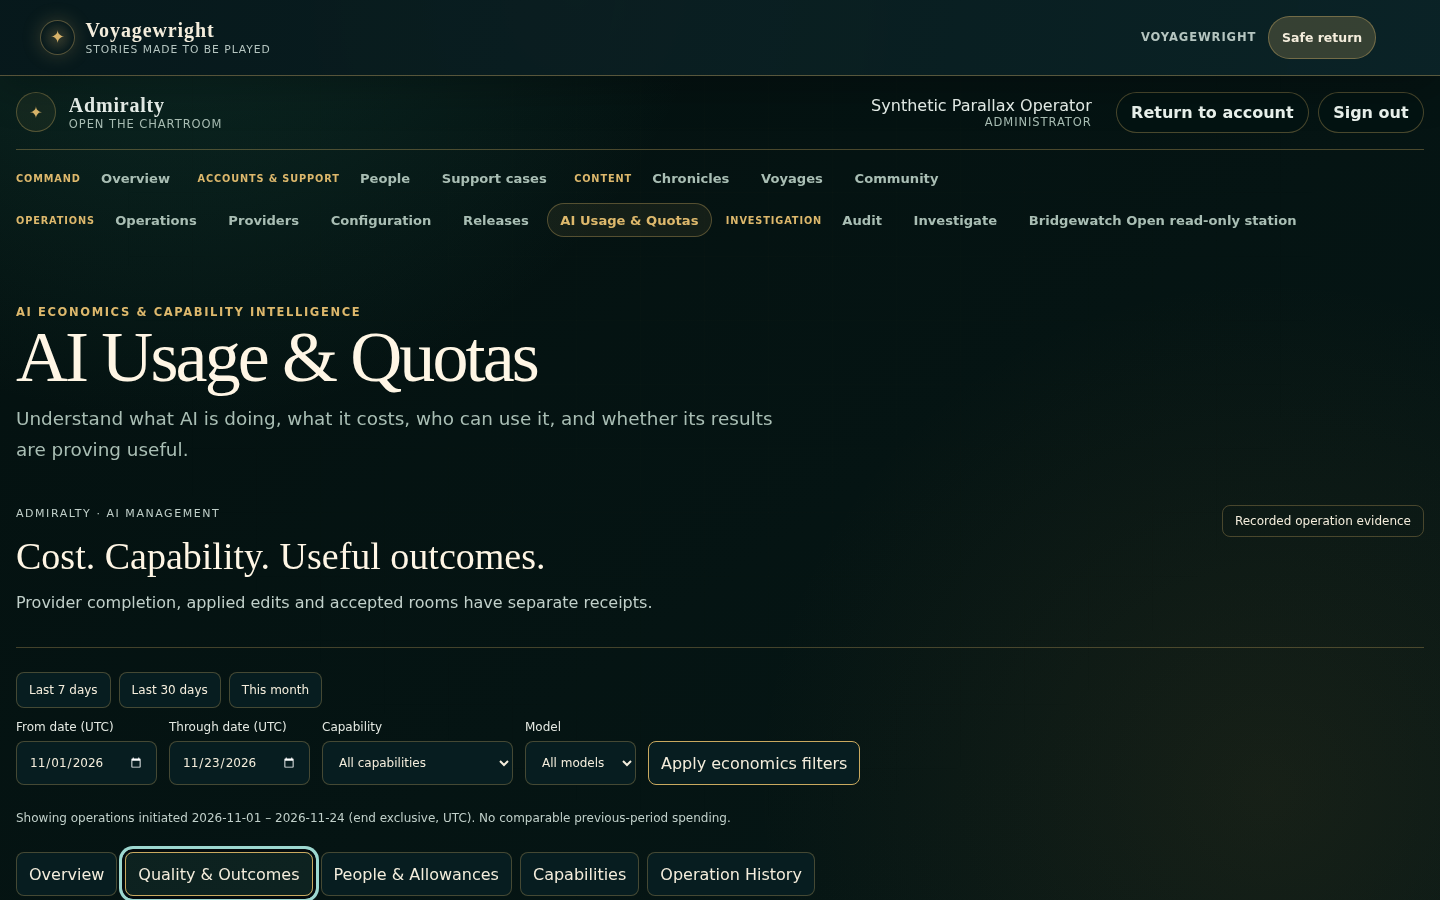 Voyagewright
STORIES MADE TO BE PLAYED
VOYAGEWRIGHT
Safe return
Admiralty
OPEN THE CHARTROOM
Synthetic Parallax Operator
ADMINISTRATOR
Return to account
Sign out
COMMAND Overview ACCOUNTS & SUPPORT People Support cases CONTENT Chronicles Voyages Community
OPERATIONS Operations Providers Configuration Releases AI Usage & Quotas INVESTIGATION Audit Investigate Bridgewatch Open read-only station
AI ECONOMICS & CAPABILITY INTELLIGENCE
AI Usage & Quotas
Understand what AI is doing, what it costs, who can use it, and whether its results
are proving useful.
ADMIRALTY · AI MANAGEMENT
Recorded operation evidence
Cost. Capability. Useful outcomes.
Provider completion, applied edits and accepted rooms have separate receipts.
Last 7 days Last 30 days This month
From date (UTC) Through date (UTC) Capability Model
11/01/2026 11/23/2026 All capabilities All models Apply economics filters
Showing operations initiated 2026-11-01 – 2026-11-24 (end exclusive, UTC). No comparable previous-period spending.
Overview Quality & Outcomes People & Allowances Capabilities Operation History